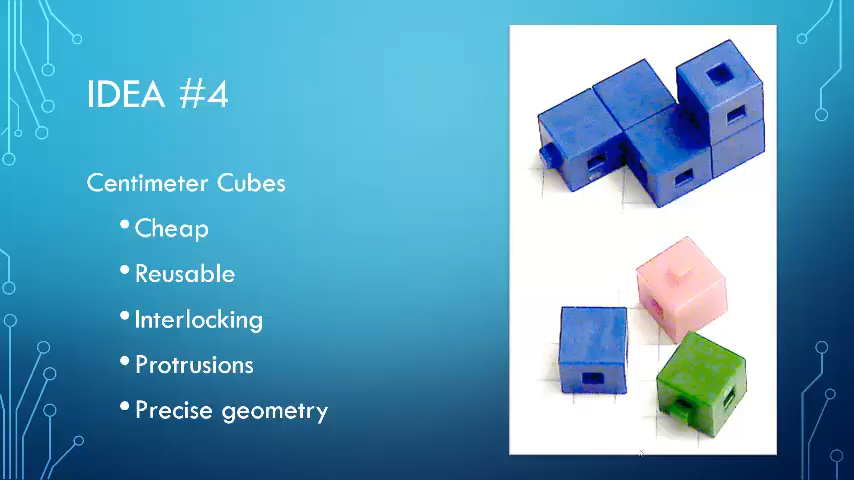 IDEA #4
Centimeter Cubes
• Cheap
• Reusable
• Interlocking
• Protrusions
• Precise geometry